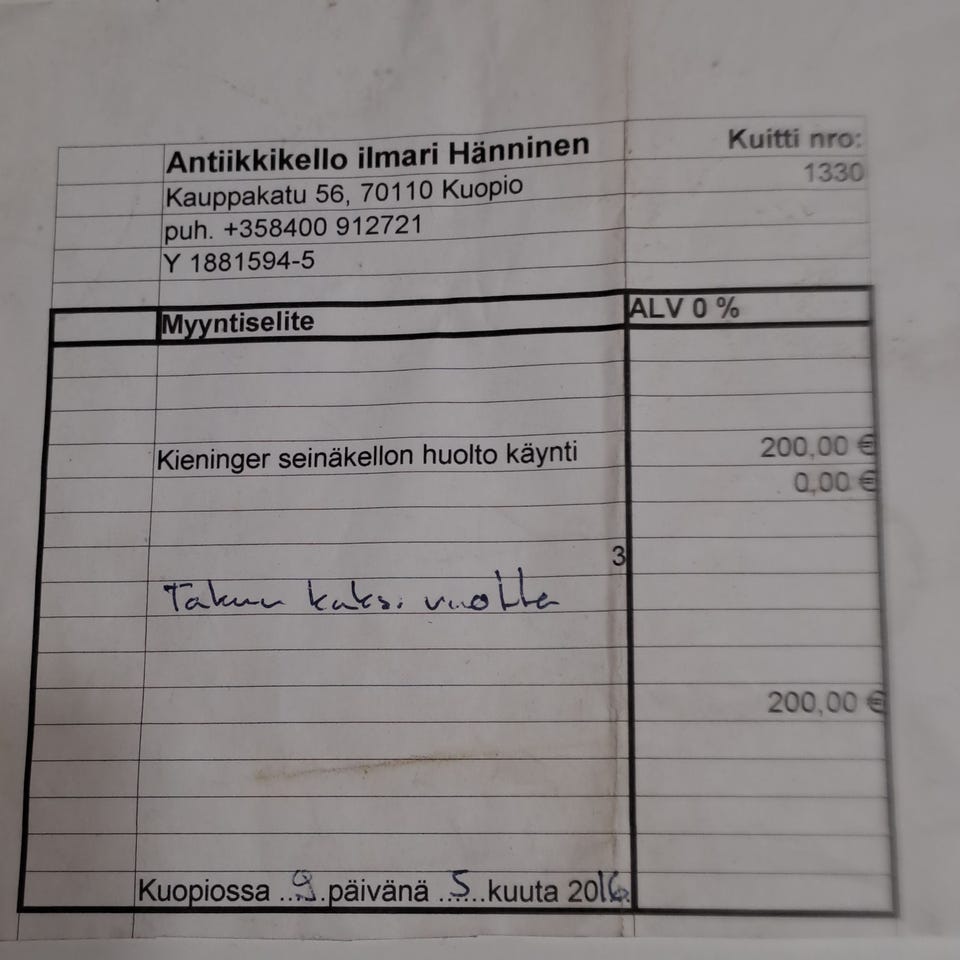 Antiikkikello ilmari Hänninen
Kuitti nro:
Kauppakatu 56, 70110 Kuopio
1330
puh. +358400 912721
Y 1881594-5
Myyntiselite
ALV 0 %
Kieninger seinäkellon huolto käynti
200,00 €
0,00 €
3
Takuu kaksi vuotta
200,00 €
Kuopiossa ..9..päivänä ..5....kuuta 2016